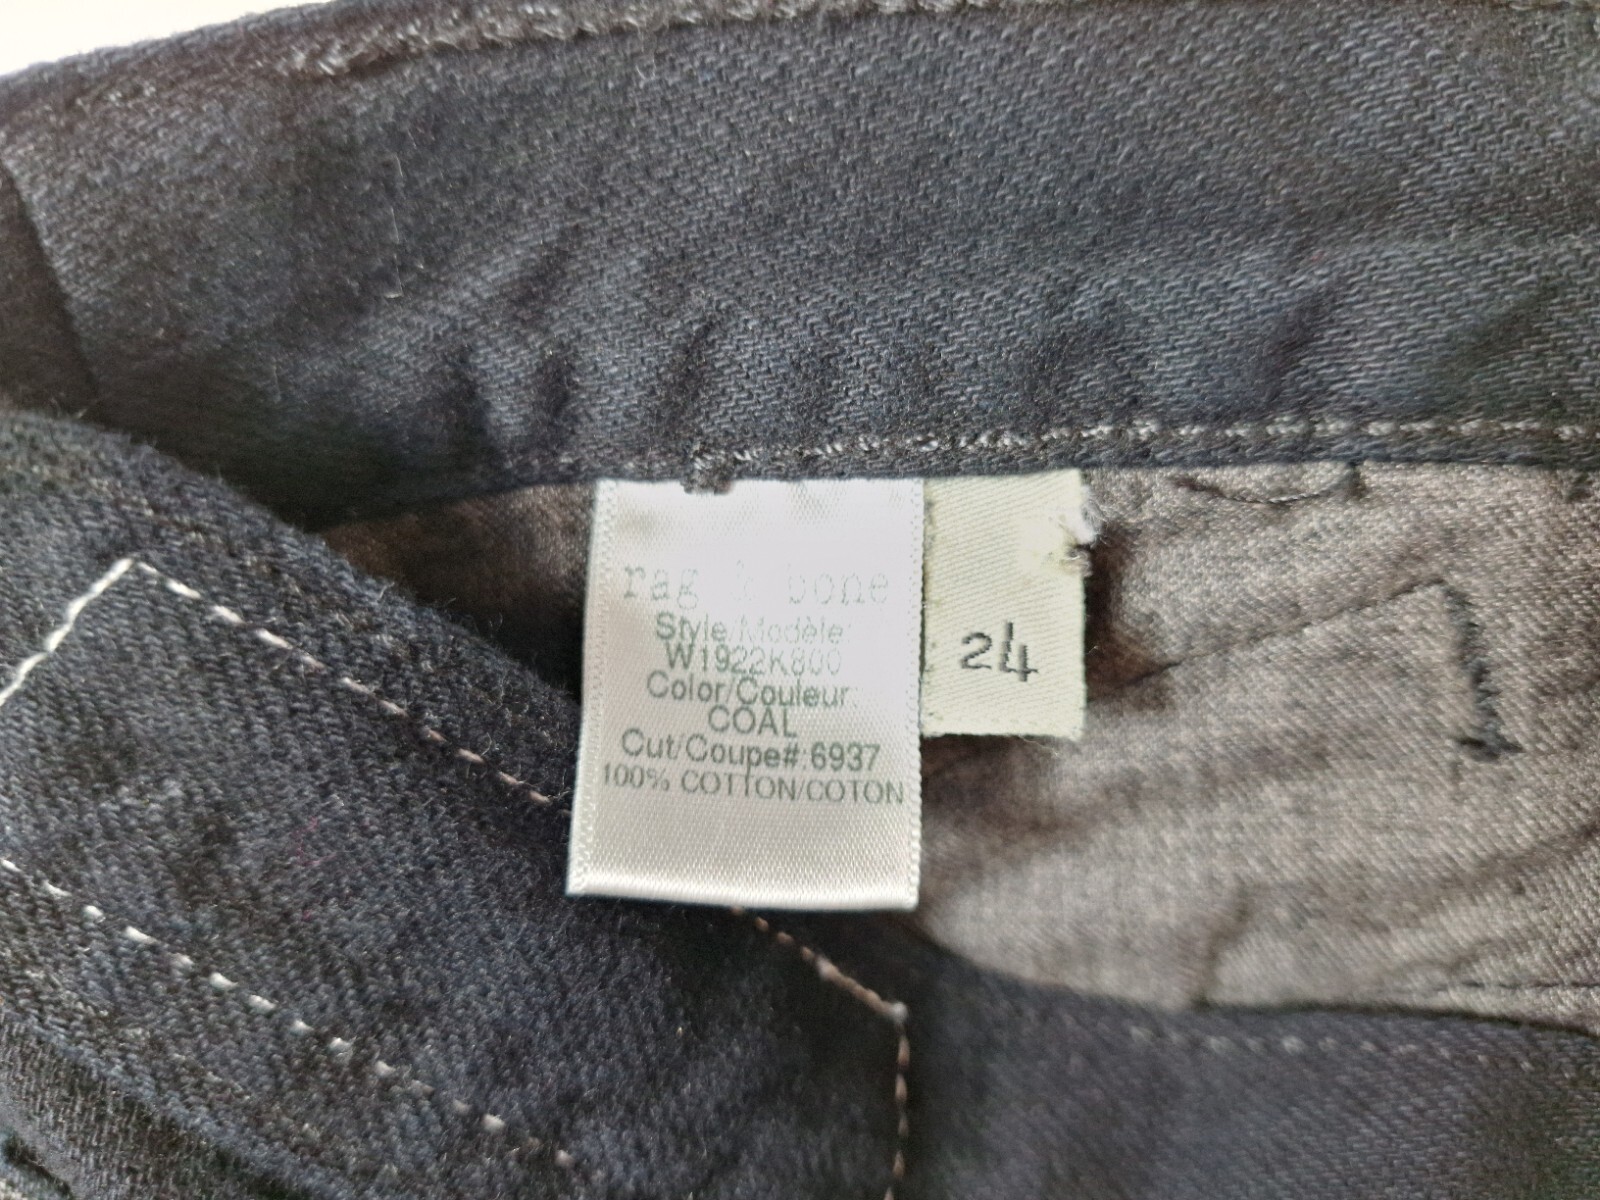 rag & bone
Style/Modèle:
W1922K800
Color/Couleur:
COAL
Cut/Coupe#:6937
100% COTTON/COTON
24